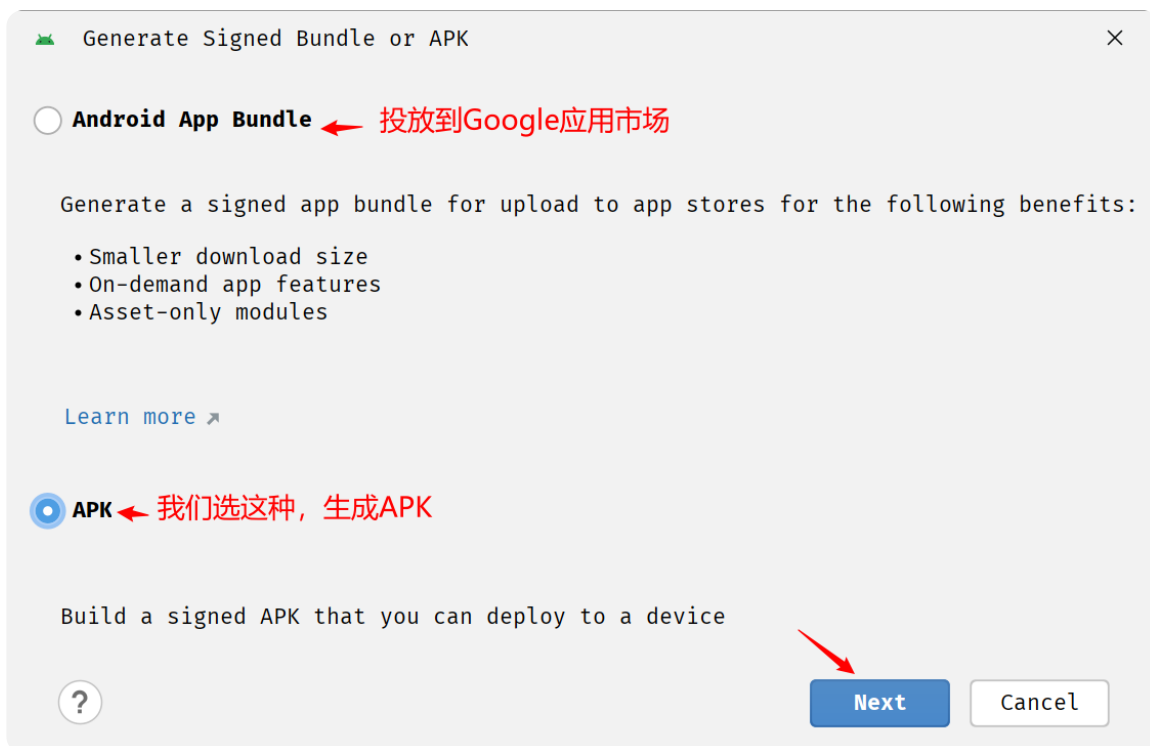 Generate Signed Bundle or APK
Android App Bundle 投放到Google应用市场
Generate a signed app bundle for upload to app stores for the following benefits:
• Smaller download size
• On-demand app features
• Asset-only modules
Learn more ↗
APK 我们选这种，生成APK
Build a signed APK that you can deploy to a device
? Next Cancel